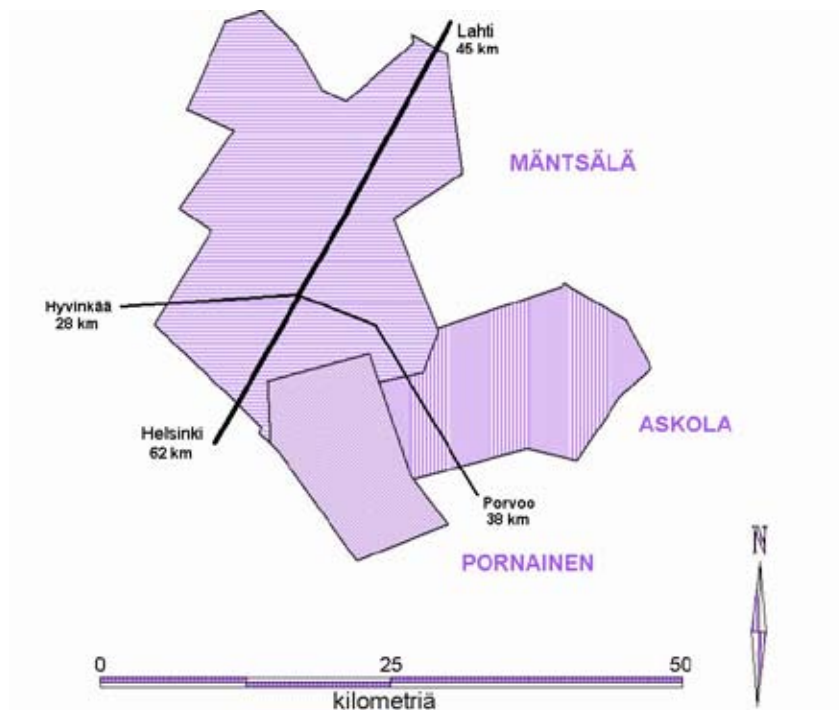 Lahti
45 km
MÄNTSÄLÄ
Hyvinkää
28 km
ASKOLA
Helsinki
62 km
Porvoo
38 km
PORNAINEN
N
0 25 50
kilometriä